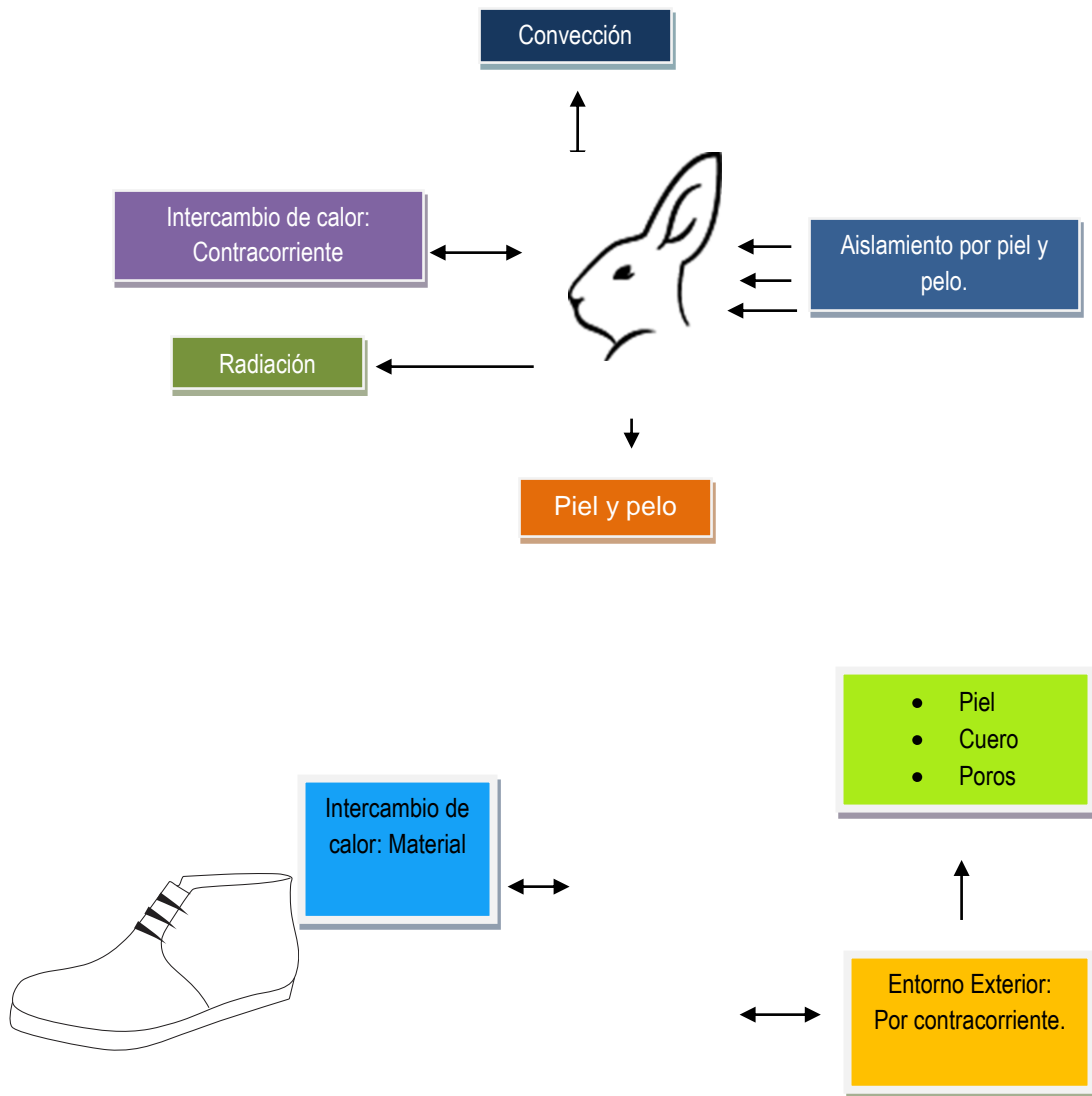 Convección
Intercambio de calor:
Contracorriente
Aislamiento por piel y
pelo.
Radiación
Piel y pelo
• Piel
• Cuero
• Poros
Intercambio de
calor: Material
Entorno Exterior:
Por contracorriente.